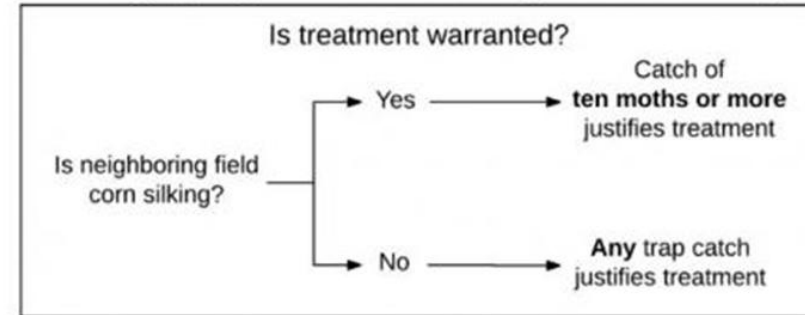 Is treatment warranted?
Is neighboring field
corn silking?
Yes
Catch of
ten moths or more
justifies treatment
No
Any trap catch
justifies treatment